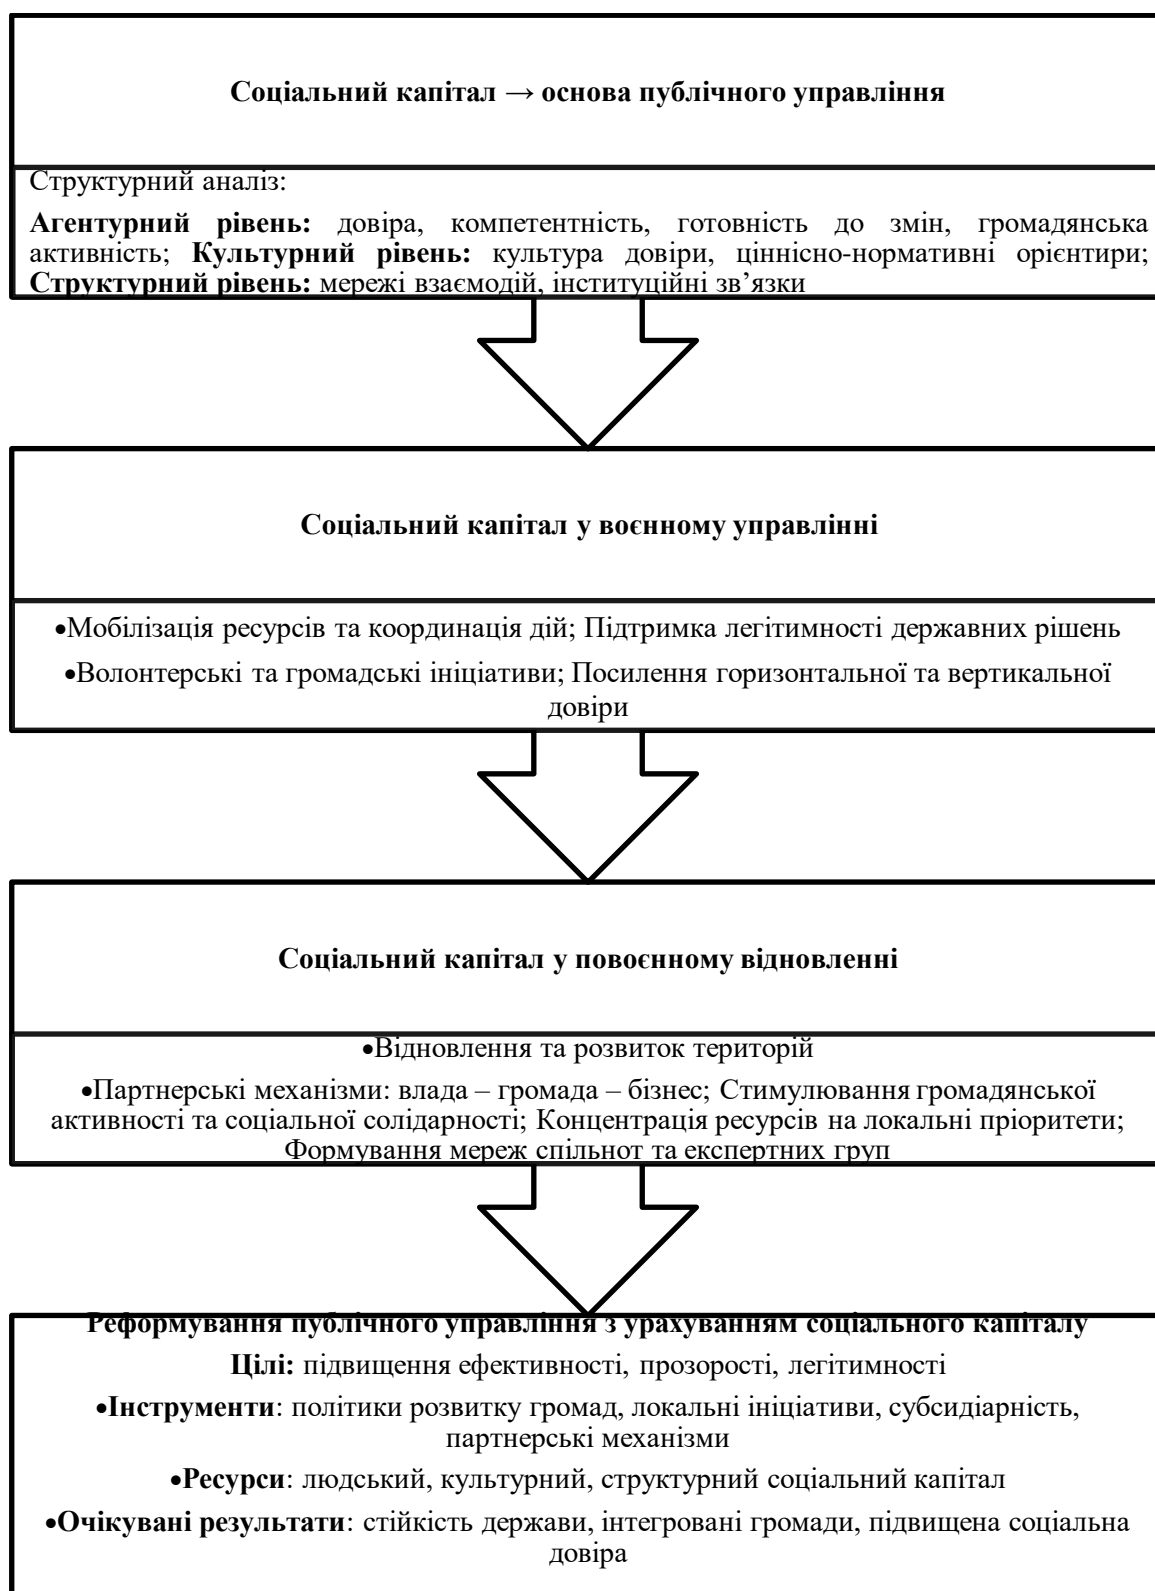 Соціальний капітал → основа публічного управління
Структурний аналіз:
Агентурний рівень: довіра, компетентність, готовність до змін, громадянська
активність; Культурний рівень: культура довіри, ціннісно-нормативні орієнтири;
Структурний рівень: мережі взаємодій, інституційні зв’язки
Соціальний капітал у воєнному управлінні
•Мобілізація ресурсів та координація дій; Підтримка легітимності державних рішень
•Волонтерські та громадські ініціативи; Посилення горизонтальної та вертикальної
довіри
Соціальний капітал у повоєнному відновленні
•Відновлення та розвиток територій
•Партнерські механізми: влада – громада – бізнес; Стимулювання громадянської
активності та соціальної солідарності; Концентрація ресурсів на локальні пріоритети;
Формування мереж спільнот та експертних груп
Реформування публічного управління з урахуванням соціального капіталу
Цілі: підвищення ефективності, прозорості, легітимності
•Інструменти: політики розвитку громад, локальні ініціативи, субсидіарність,
партнерські механізми
•Ресурси: людський, культурний, структурний соціальний капітал
•Очікувані результати: стійкість держави, інтегровані громади, підвищена соціальна
довіра